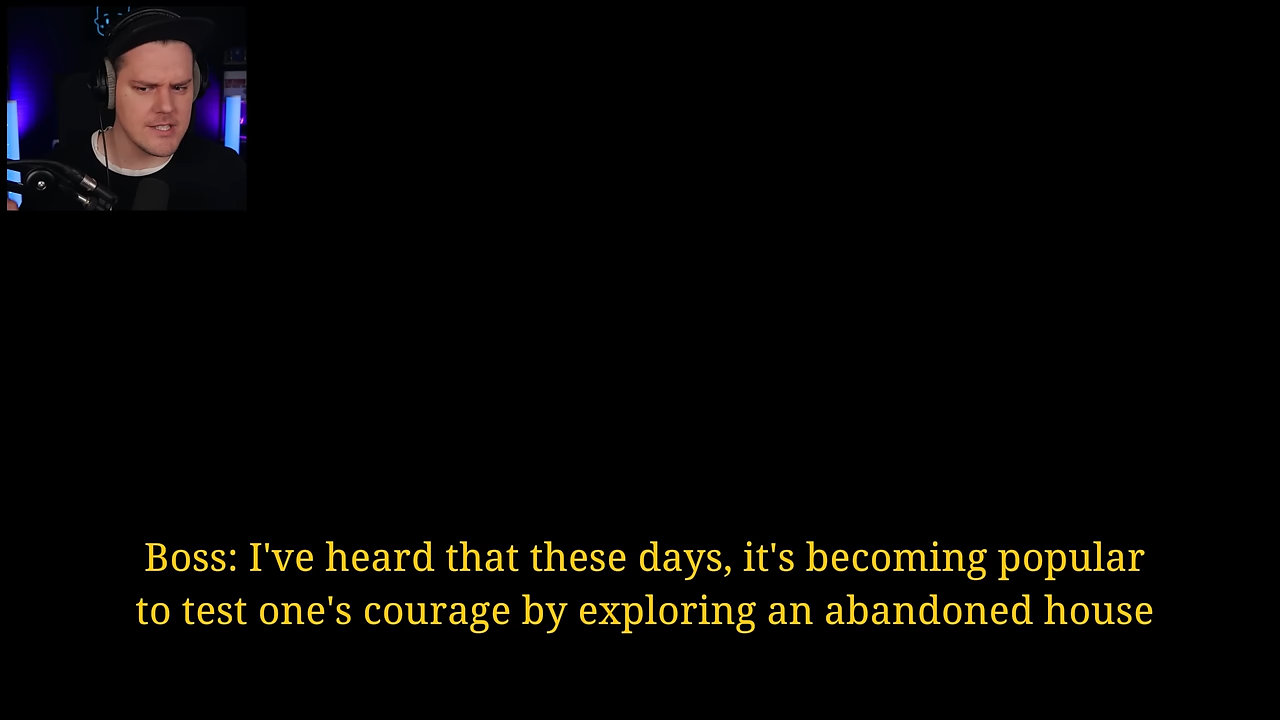 Boss: I've heard that these days, it's becoming popular
to test one's courage by exploring an abandoned house